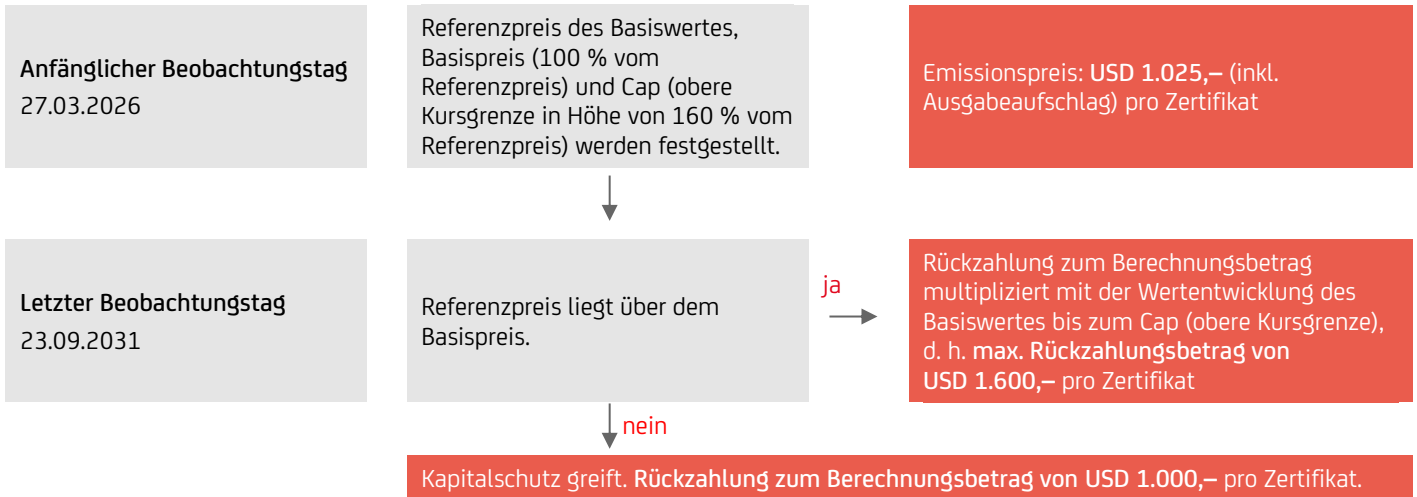 Anfänglicher Beobachtungstag
27.03.2026
Referenzpreis des Basiswertes,
Basispreis (100 % vom
Referenzpreis) und Cap (obere
Kursgrenze in Höhe von 160 % vom
Referenzpreis) werden festgestellt.
Emissionspreis: USD 1.025,– (inkl.
Ausgabeaufschlag) pro Zertifikat
Letzter Beobachtungstag
23.09.2031
Referenzpreis liegt über dem
Basispreis.
ja
Rückzahlung zum Berechnungsbetrag
multipliziert mit der Wertentwicklung des
Basiswertes bis zum Cap (obere Kursgrenze),
d. h. max. Rückzahlungsbetrag von
USD 1.600,– pro Zertifikat
nein
Kapitalschutz greift. Rückzahlung zum Berechnungsbetrag von USD 1.000,– pro Zertifikat.